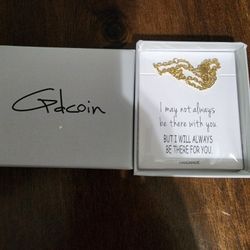 Gdcoin
I may not always
be there with you.
BUT I WILL ALWAYS
BE THERE FOR YOU.